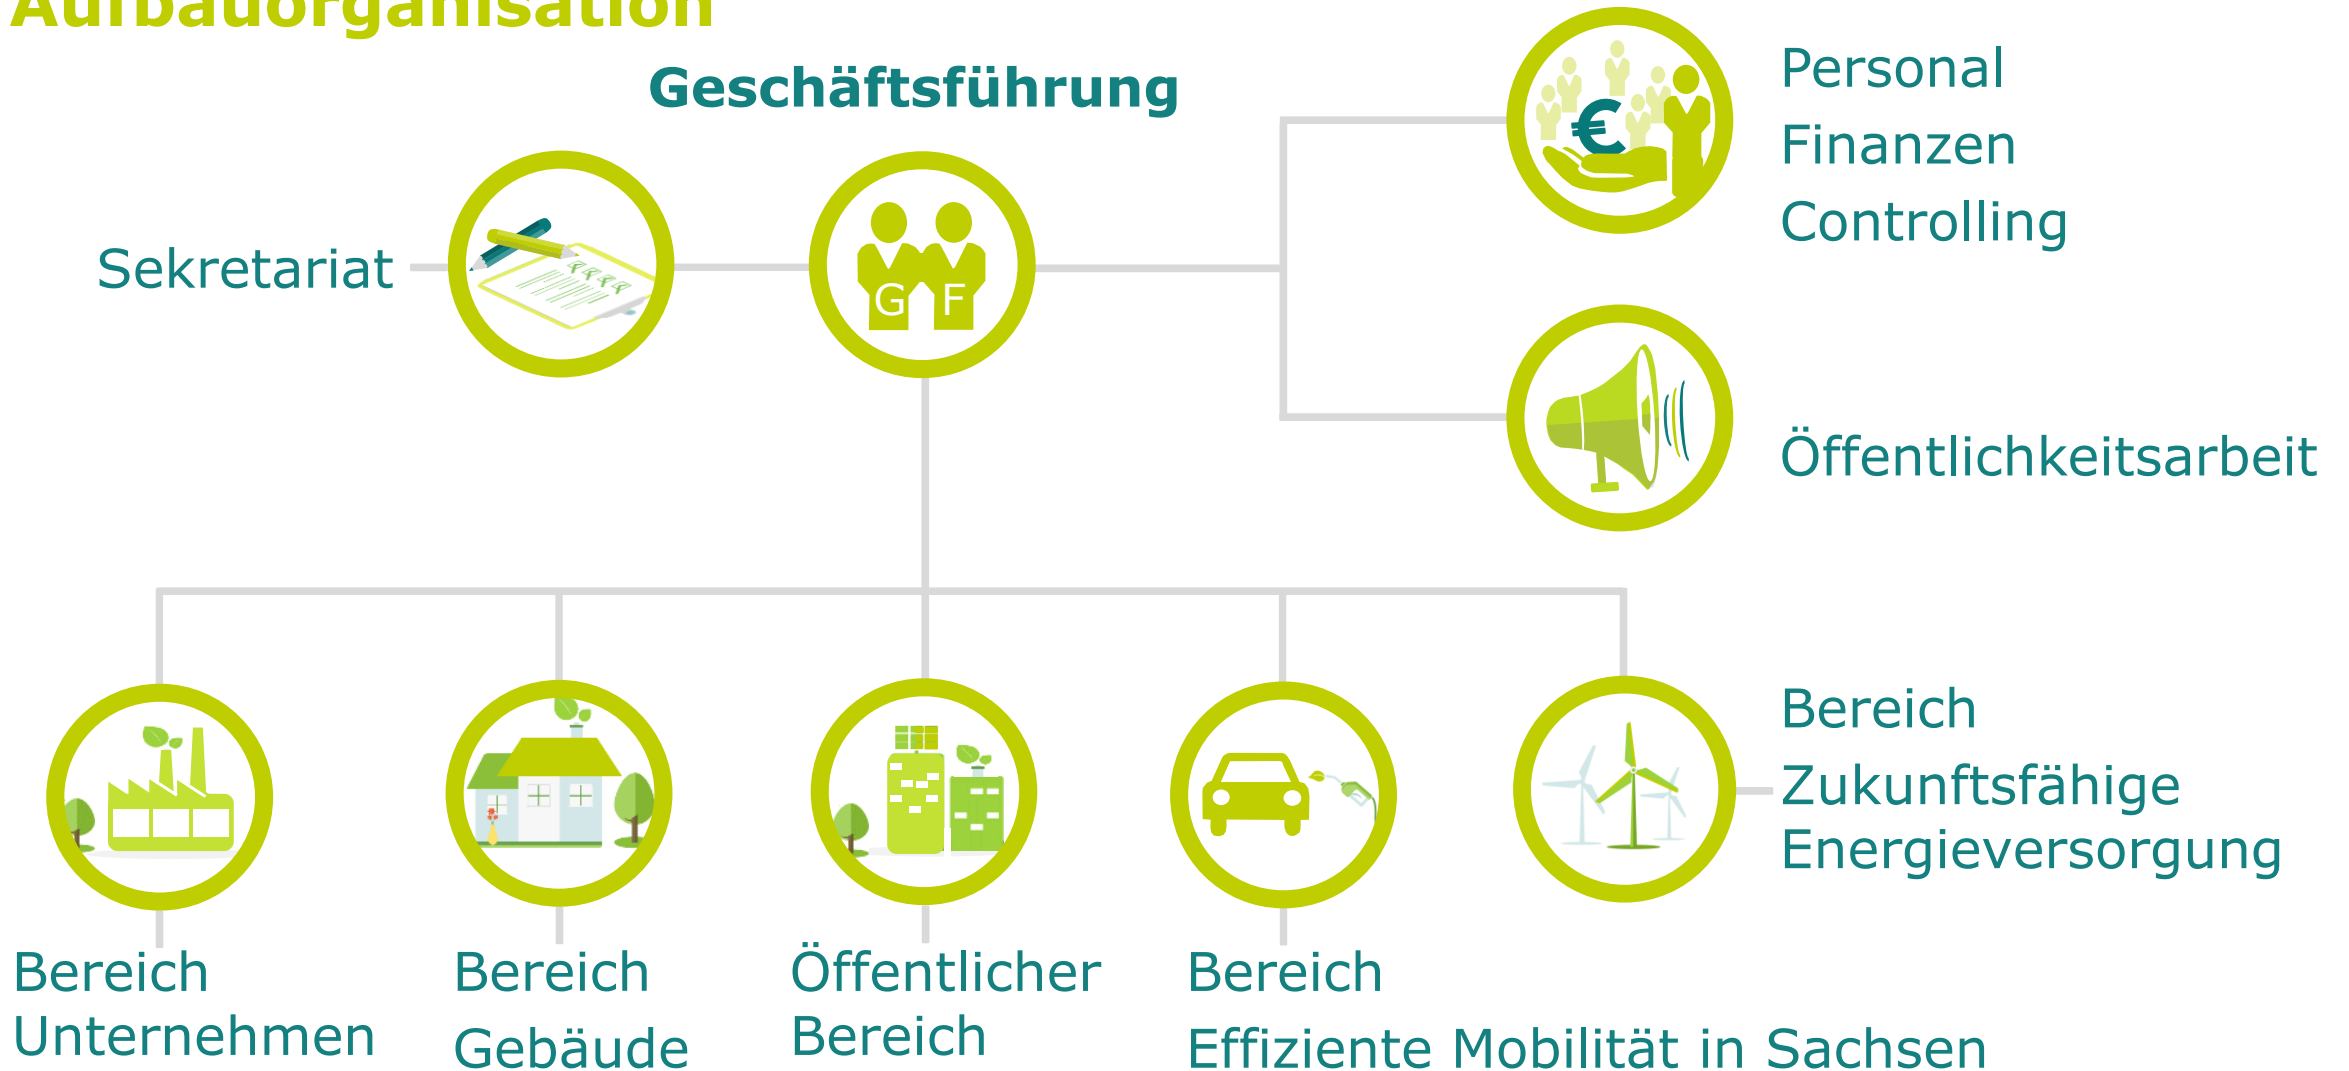 Aufbauorganisation
Geschäftsführung
Personal
Finanzen
Controlling
€
Sekretariat
G F
Öffentlichkeitsarbeit
Bereich
Zukunftsfähige
Energieversorgung
Bereich
Unternehmen
Bereich
Gebäude
Öffentlicher
Bereich
Bereich
Effiziente Mobilität in Sachsen